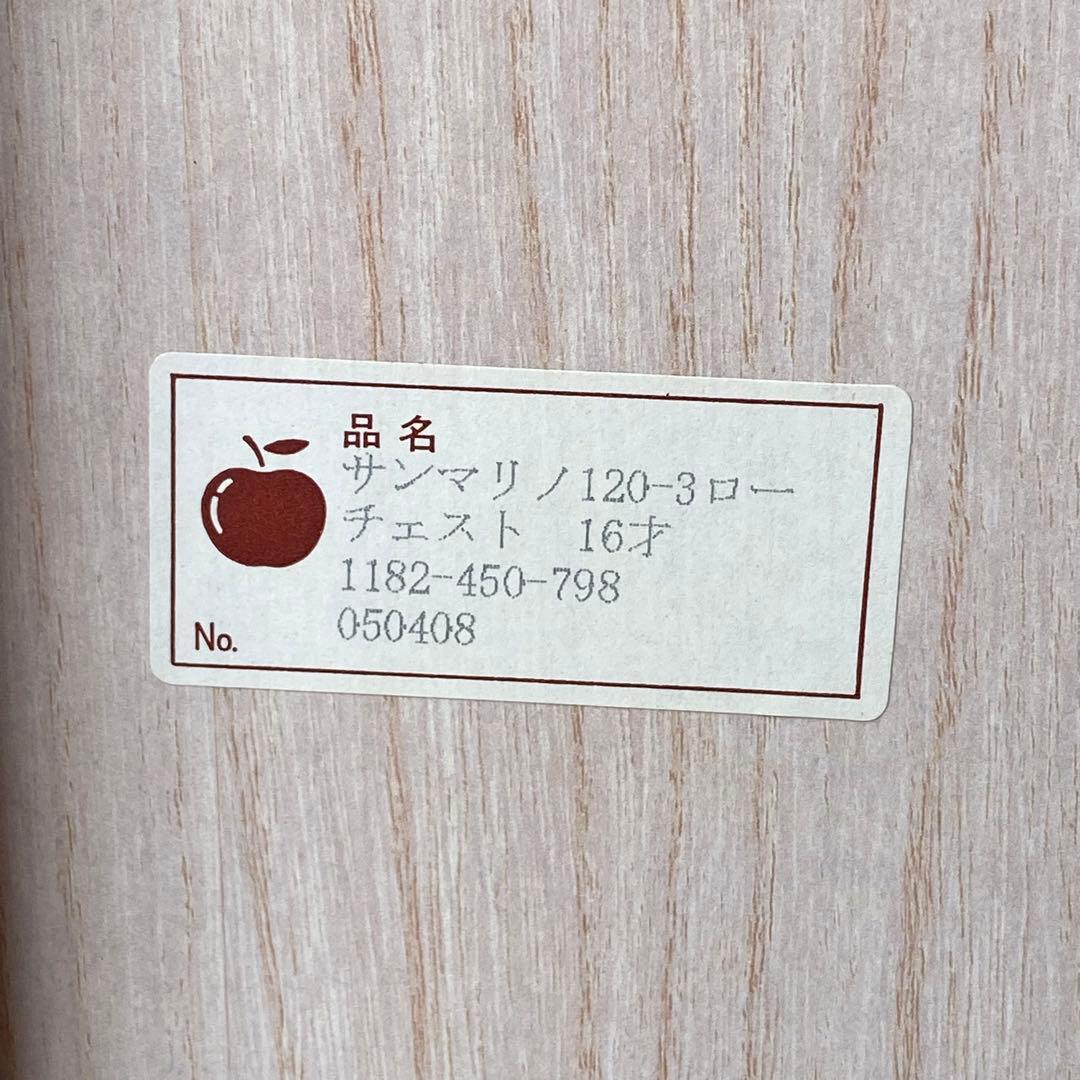 品名
サンマリノ120-3ロー
チェスト　16才
1182-450-798
050408
No.